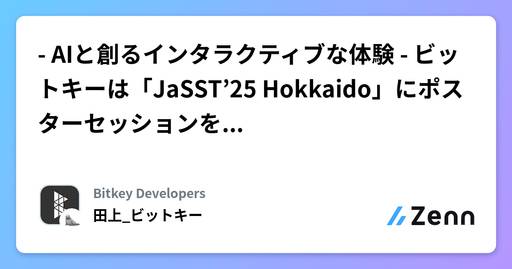 - AIと創るインタラクティブな体験 - ビッ
トキーは「JaSST’25 Hokkaido」にポス
ターセッションを...
Bitkey Developers
田上_ビットキー
Zenn